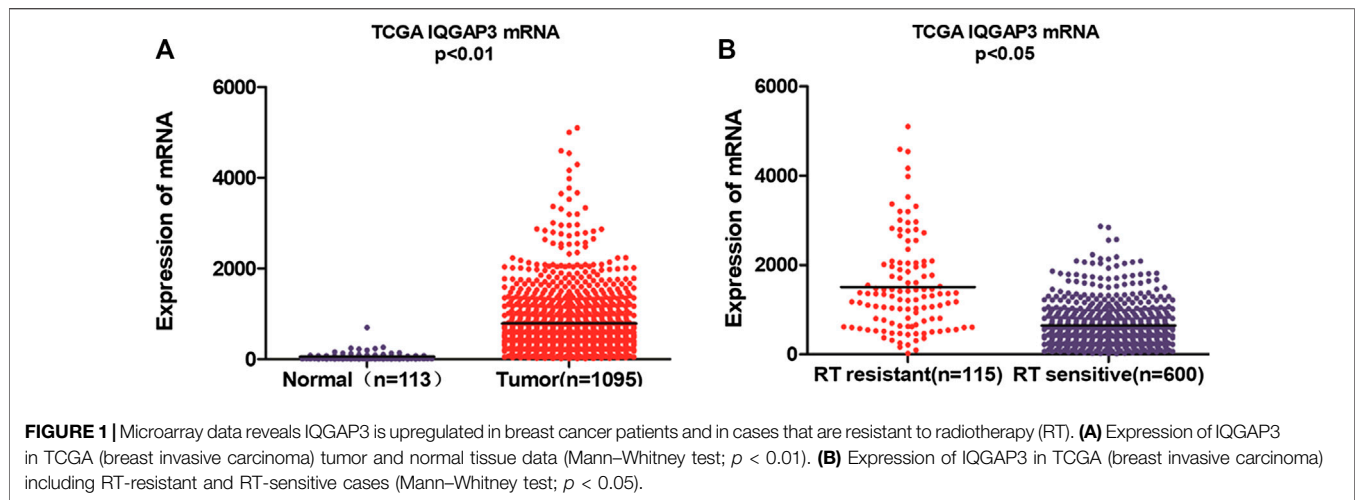 A
TCGA IQGAP3 mRNA
p<0.01
Expression of mRNA
6000
4000
2000
0
Normal（n=113）
Tumor(n=1095)
B
TCGA IQGAP3 mRNA
p<0.05
Expression of mRNA
6000
4000
2000
0
RT resistant(n=115)
RT sensitive(n=600)
FIGURE 1 | Microarray data reveals IQGAP3 is upregulated in breast cancer patients and in cases that are resistant to radiotherapy (RT). (A) Expression of IQGAP3
in TCGA (breast invasive carcinoma) tumor and normal tissue data (Mann–Whitney test; p < 0.01). (B) Expression of IQGAP3 in TCGA (breast invasive carcinoma)
including RT-resistant and RT-sensitive cases (Mann–Whitney test; p < 0.05).